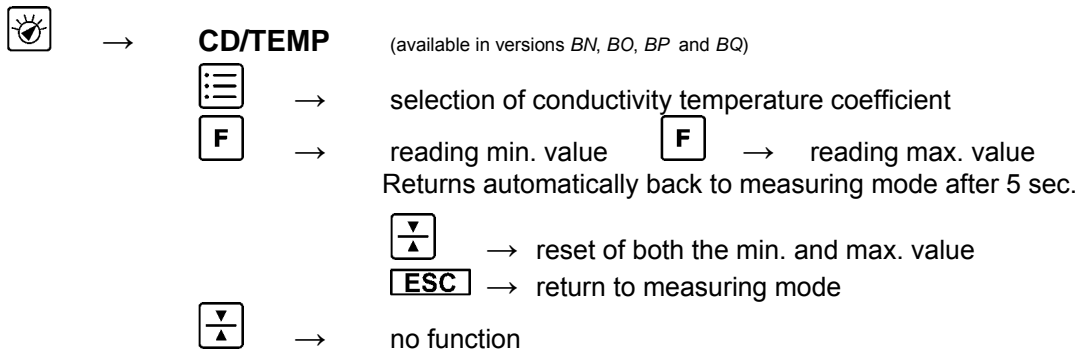 → CD/TEMP (available in versions BN, BO, BP and BQ)
→ selection of conductivity temperature coefficient
F → reading min. value F → reading max. value
Returns automatically back to measuring mode after 5 sec.
→ reset of both the min. and max. value
ESC → return to measuring mode
→ no function